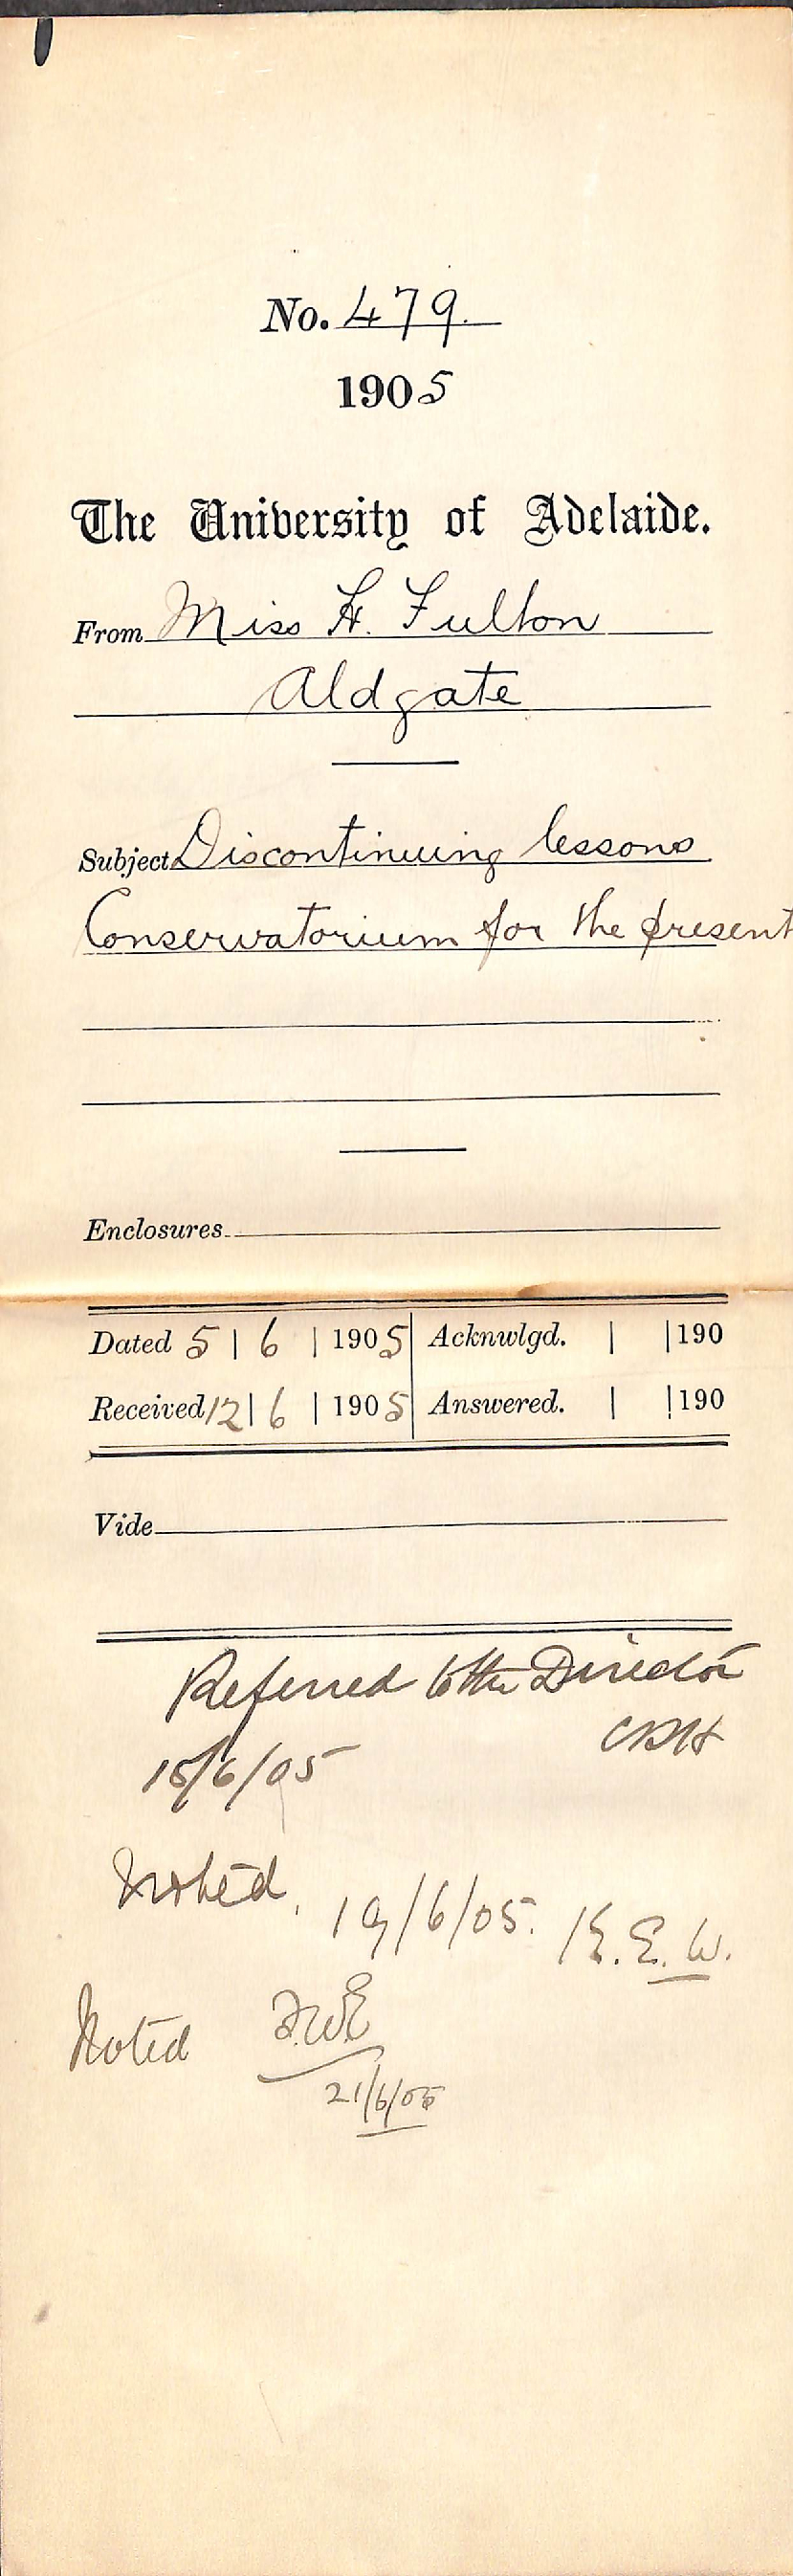 No. 479.
1905
The University of Adelaide.
From Miss H. Fulton
Aldgate
Subject Discontinuing lessons
Conservatorium for the present
Enclosures
Dated 5 | 6 | 1905 Acknwlgd. | | 190
Received 12 | 6 | 1905 Answered. | | 190
Vide
Referred to the Director
CRH
15/6/05
Noted. 19/6/05. K.E.W.
Noted F.W.E
21/6/05